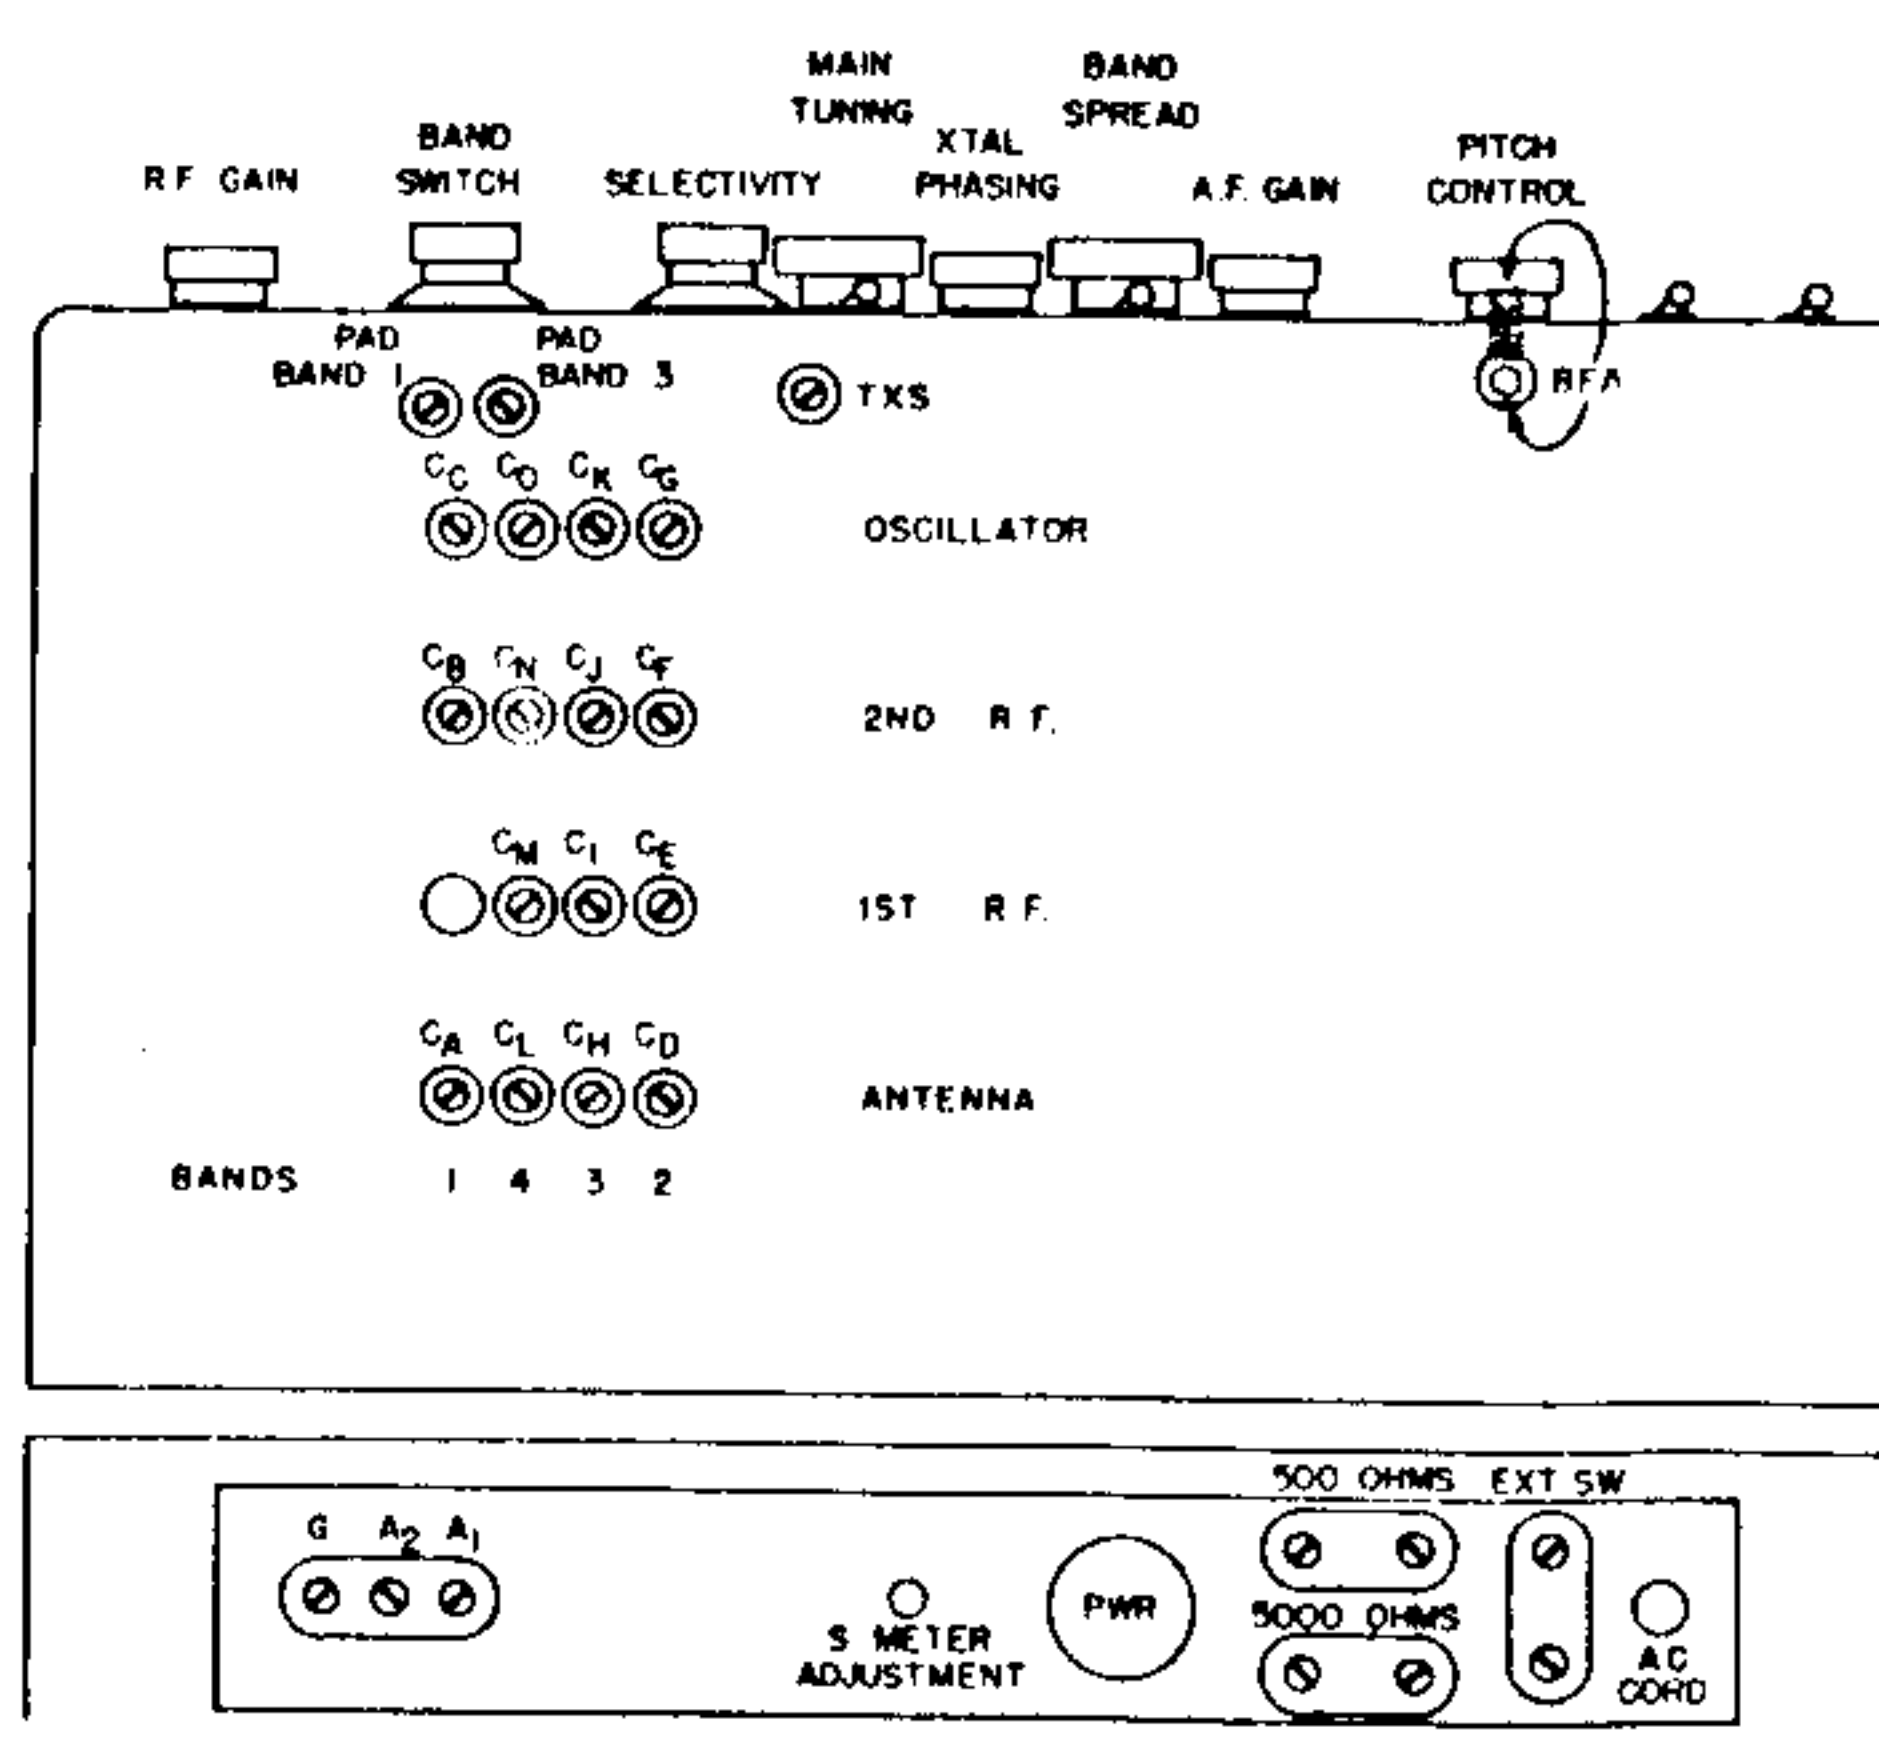 MAIN BAND
TUNING SPREAD
BAND XTAL PITCH
R.F. GAIN SWITCH SELECTIVITY PHASING A.F. GAIN CONTROL
PAD PAD
BAND 1 BAND 3
TXS
CC CO CK CG
OSCILLATOR
CB CN CJ CF
2ND R.F.
CM CI CE
1ST R.F.
CA CL CH CD
ANTENNA
BANDS 1 4 3 2
500 OHMS EXT SW
G A2 A1
PWR
5000 OHMS
S METER
ADJUSTMENT
AC
CORD